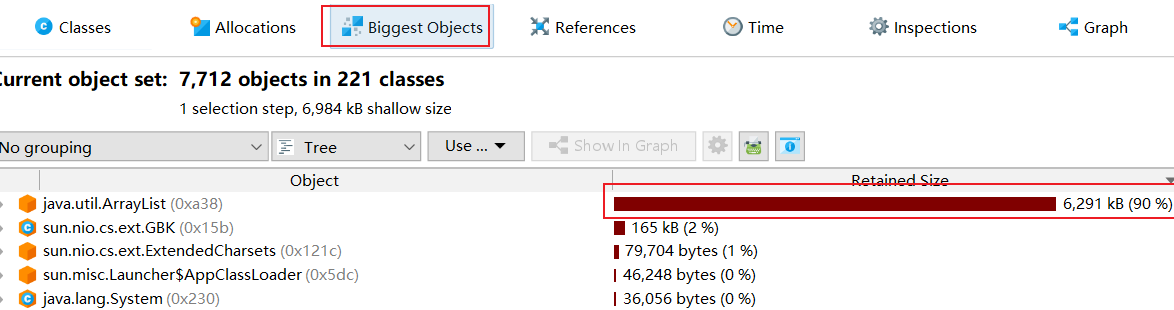 Classes Allocations Biggest Objects References Time Inspections Graph
Current object set: 7,712 objects in 221 classes
1 selection step, 6,984 kB shallow size
No grouping Tree Use ... Show In Graph
Object Retained Size
java.util.ArrayList (0xa38) 6,291 kB (90 %)
sun.nio.cs.ext.GBK (0x15b) 165 kB (2 %)
sun.nio.cs.ext.ExtendedCharsets (0x121c) 79,704 bytes (1 %)
sun.misc.Launcher$AppClassLoader (0x5dc) 46,248 bytes (0 %)
java.lang.System (0x230) 36,056 bytes (0 %)